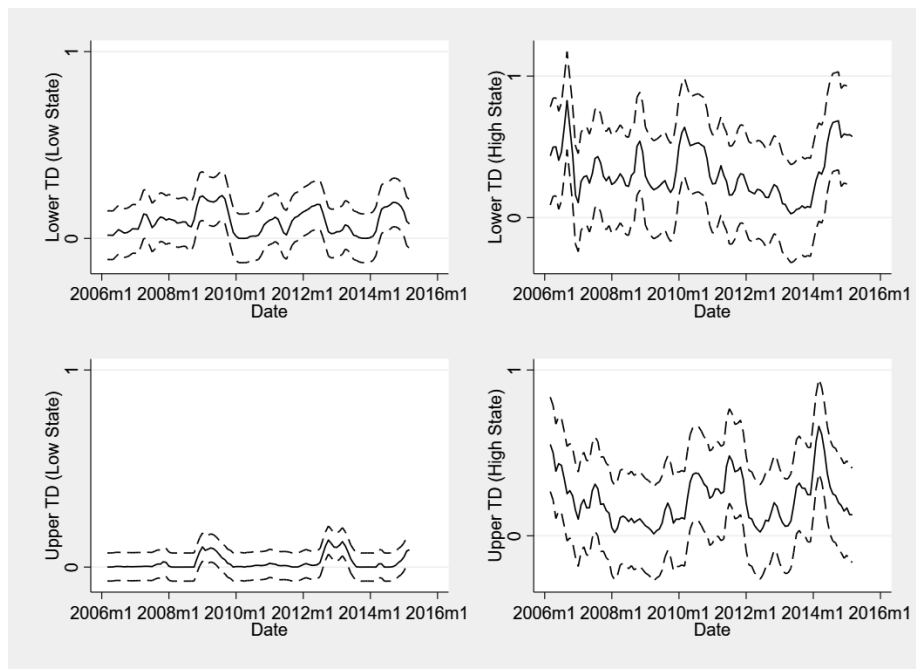 Lower TD (Low State)
1
0
2006m1 2008m1 2010m1 2012m1 2014m1 2016m1
Date
Lower TD (High State)
1
0
2006m1 2008m1 2010m1 2012m1 2014m1 2016m1
Date
Upper TD (Low State)
1
0
2006m1 2008m1 2010m1 2012m1 2014m1 2016m1
Date
Upper TD (High State)
1
0
2006m1 2008m1 2010m1 2012m1 2014m1 2016m1
Date